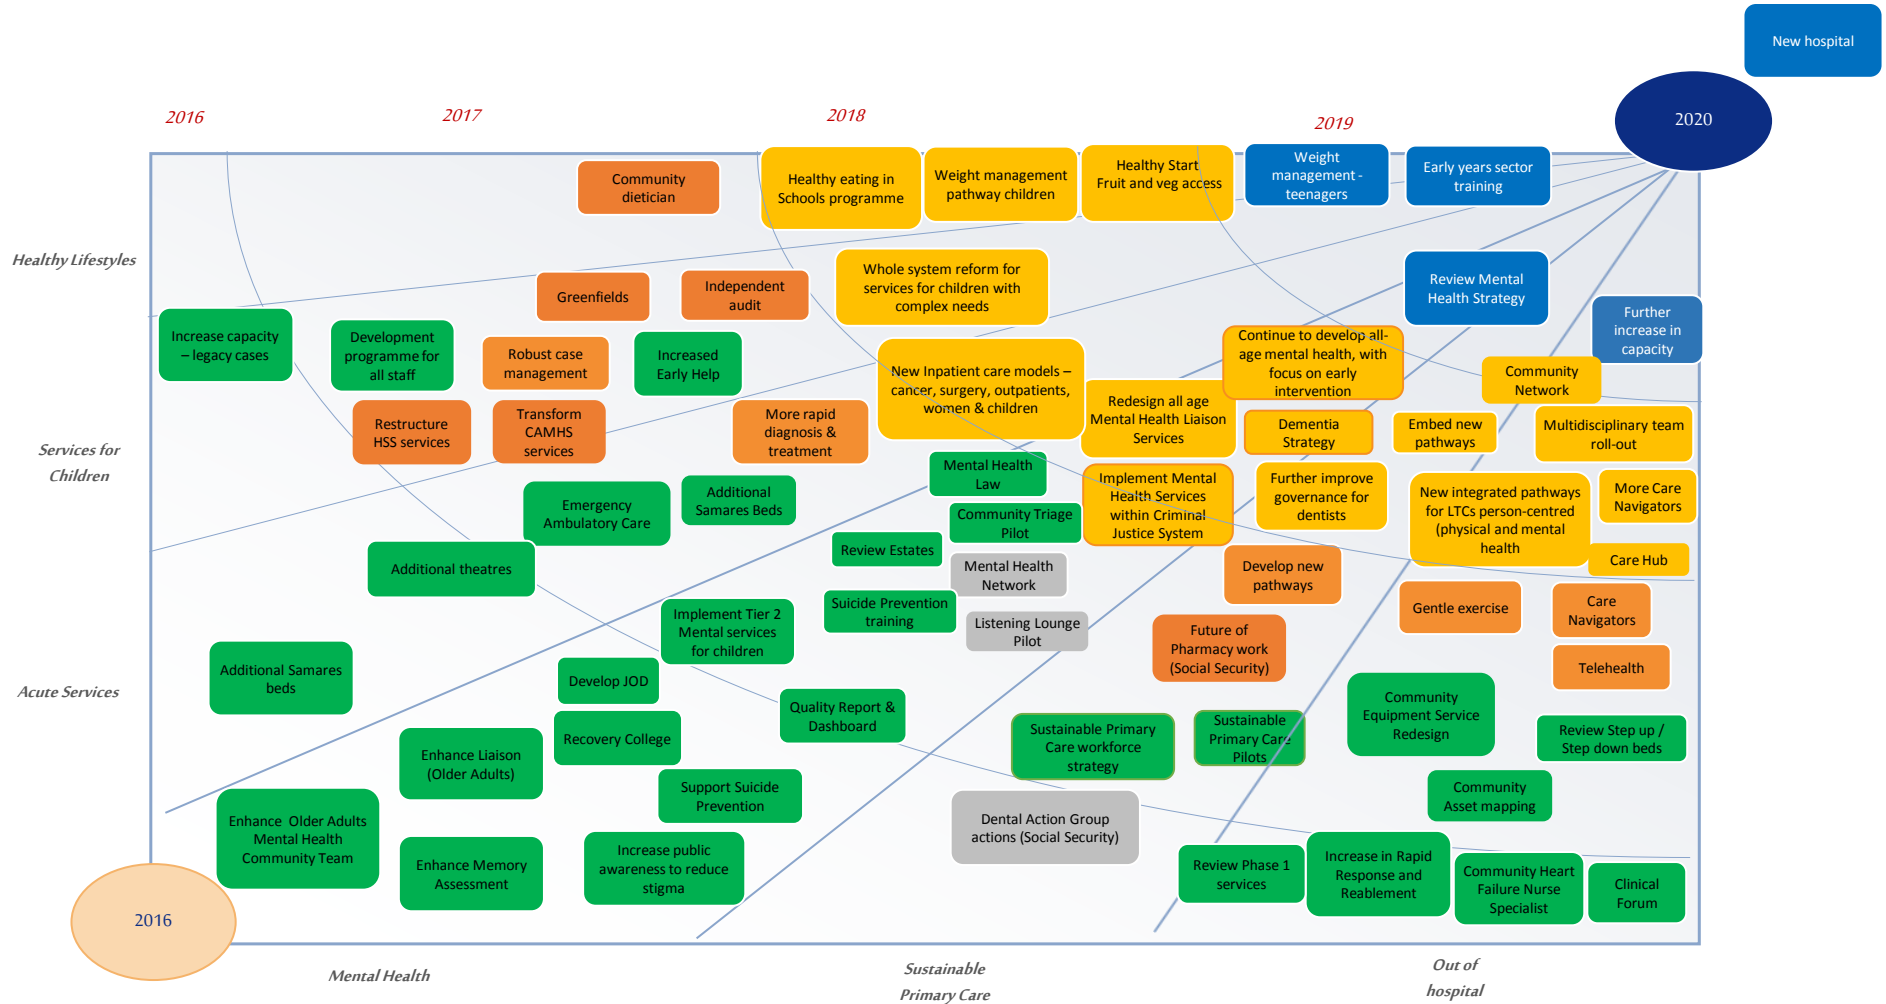 New hospital
2016
2017
2018
2019
2020
Community
dietician
Healthy eating in
Schools programme
Weight management
pathway children
Healthy Start
Fruit and veg access
Weight
management -
teenagers
Early years sector
training
Healthy Lifestyles
Greenfields
Independent
audit
Whole system reform for
services for children with
complex needs
Review Mental
Health Strategy
Further
increase in
capacity
Increase capacity
– legacy cases
Development
programme for
all staff
Robust case
management
Increased
Early Help
New Inpatient care models –
cancer, surgery, outpatients,
women & children
Continue to develop all-
age mental health, with
focus on early
intervention
Community
Network
Restructure
HSS services
Transform
CAMHS
services
More rapid
diagnosis &
treatment
Redesign all age
Mental Health Liaison
Services
Dementia
Strategy
Embed new
pathways
Multidisciplinary team
roll-out
Services for
Children
Mental Health
Law
Emergency
Ambulatory Care
Additional
Samares Beds
Community Triage
Pilot
Implement Mental
Health Services
within Criminal
Justice System
Further improve
governance for
dentists
New integrated pathways
for LTCs person-centred
(physical and mental
health
More Care
Navigators
Care Hub
Additional theatres
Review Estates
Mental Health
Network
Develop new
pathways
Gentle exercise
Care
Navigators
Implement Tier 2
Mental services
for children
Suicide Prevention
training
Listening Lounge
Pilot
Future of
Pharmacy work
(Social Security)
Telehealth
Acute Services
Additional Samares
beds
Develop JOD
Quality Report &
Dashboard
Community
Equipment Service
Redesign
Enhance Liaison
(Older Adults)
Recovery College
Sustainable Primary
Care workforce
strategy
Sustainable
Primary Care
Pilots
Review Step up /
Step down beds
Support Suicide
Prevention
Community
Asset mapping
Enhance  Older Adults
Mental Health
Community Team
Enhance Memory
Assessment
Increase public
awareness to reduce
stigma
Dental Action Group
actions (Social Security)
Review Phase 1
services
Increase in Rapid
Response and
Reablement
Community Heart
Failure Nurse
Specialist
Clinical
Forum
2016
Mental Health
Sustainable
Primary Care
Out of
hospital